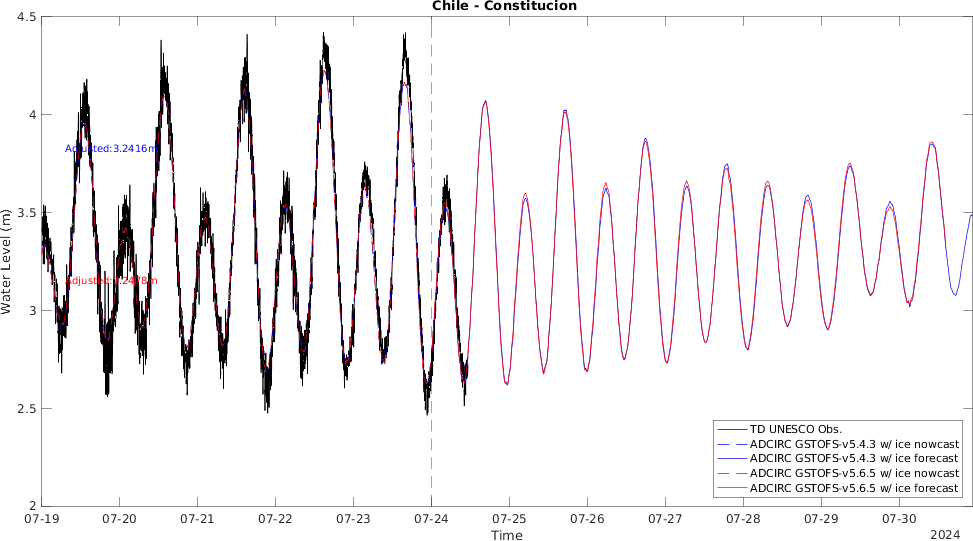 Chile - Constitucion
4.5
4
3.5
3
2.5
2
Water Level (m)
Adjusted:3.2416m
Adjusted:3.2478m
TD UNESCO Obs.
ADCIRC GSTOFS-v5.4.3 w/ ice nowcast
ADCIRC GSTOFS-v5.4.3 w/ ice forecast
ADCIRC GSTOFS-v5.6.5 w/ ice nowcast
ADCIRC GSTOFS-v5.6.5 w/ ice forecast
07-19 07-20 07-21 07-22 07-23 07-24 07-25 07-26 07-27 07-28 07-29 07-30
Time
2024